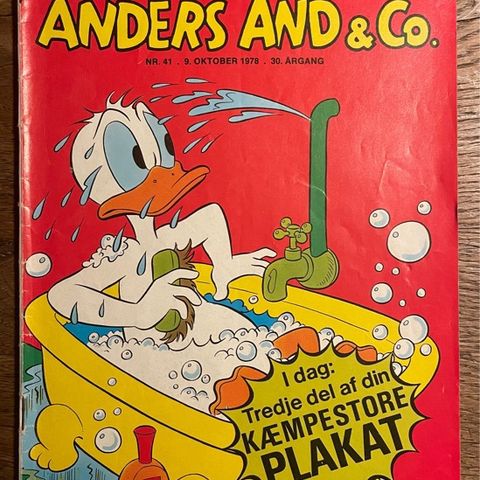 ANDERS AND & Co.
NR. 41 . 9. OKTOBER 1978 . 30. ÅRGANG
I dag:
Tredje del af din
KÆMPESTORE
PLAKAT